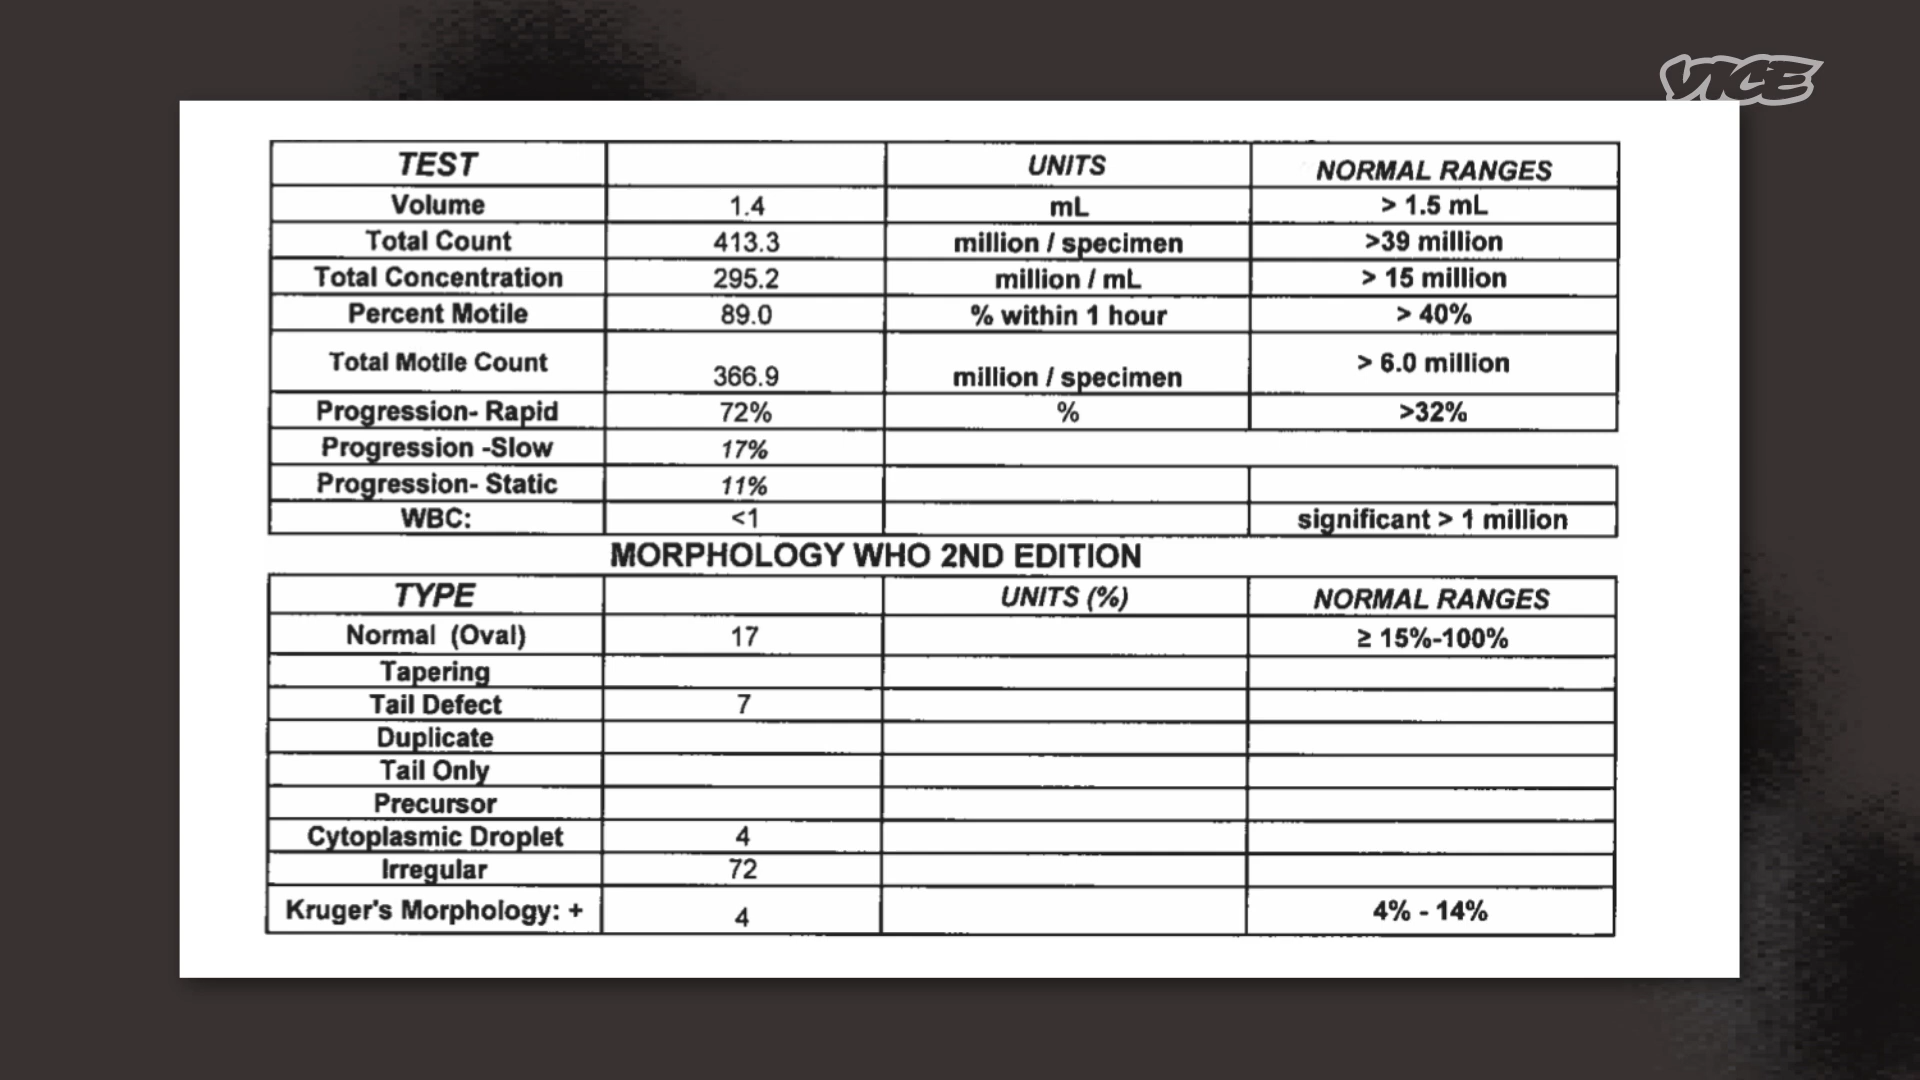 VICE
TEST UNITS NORMAL RANGES
Volume 1.4 mL > 1.5 mL
Total Count 413.3 million / specimen >39 million
Total Concentration 295.2 million / mL > 15 million
Percent Motile 89.0 % within 1 hour > 40%
Total Motile Count 366.9 million / specimen > 6.0 million
Progression- Rapid 72% % >32%
Progression -Slow 17%
Progression- Static 11%
WBC: <1 significant > 1 million
MORPHOLOGY WHO 2ND EDITION
TYPE UNITS (%) NORMAL RANGES
Normal (Oval) 17 ≥ 15%-100%
Tapering
Tail Defect 7
Duplicate
Tail Only
Precursor
Cytoplasmic Droplet 4
Irregular 72
Kruger's Morphology: + 4 4% - 14%